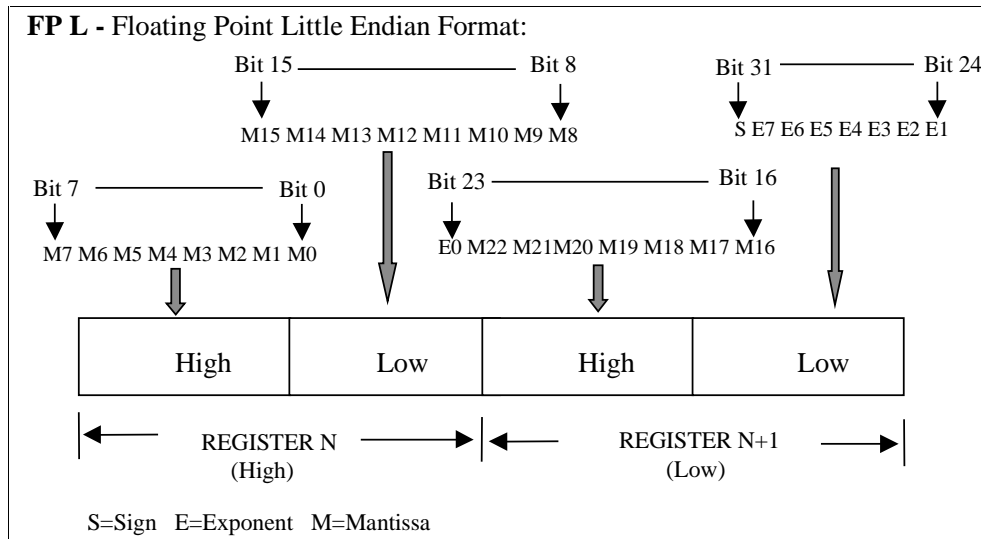 FP L - Floating Point Little Endian Format:
Bit 15 Bit 8
Bit 31 Bit 24
M15 M14 M13 M12 M11 M10 M9 M8
S E7 E6 E5 E4 E3 E2 E1
Bit 7 Bit 0
Bit 23 Bit 16
M7 M6 M5 M4 M3 M2 M1 M0
E0 M22 M21M20 M19 M18 M17 M16
High Low High Low
REGISTER N
(High)
REGISTER N+1
(Low)
S=Sign E=Exponent M=Mantissa